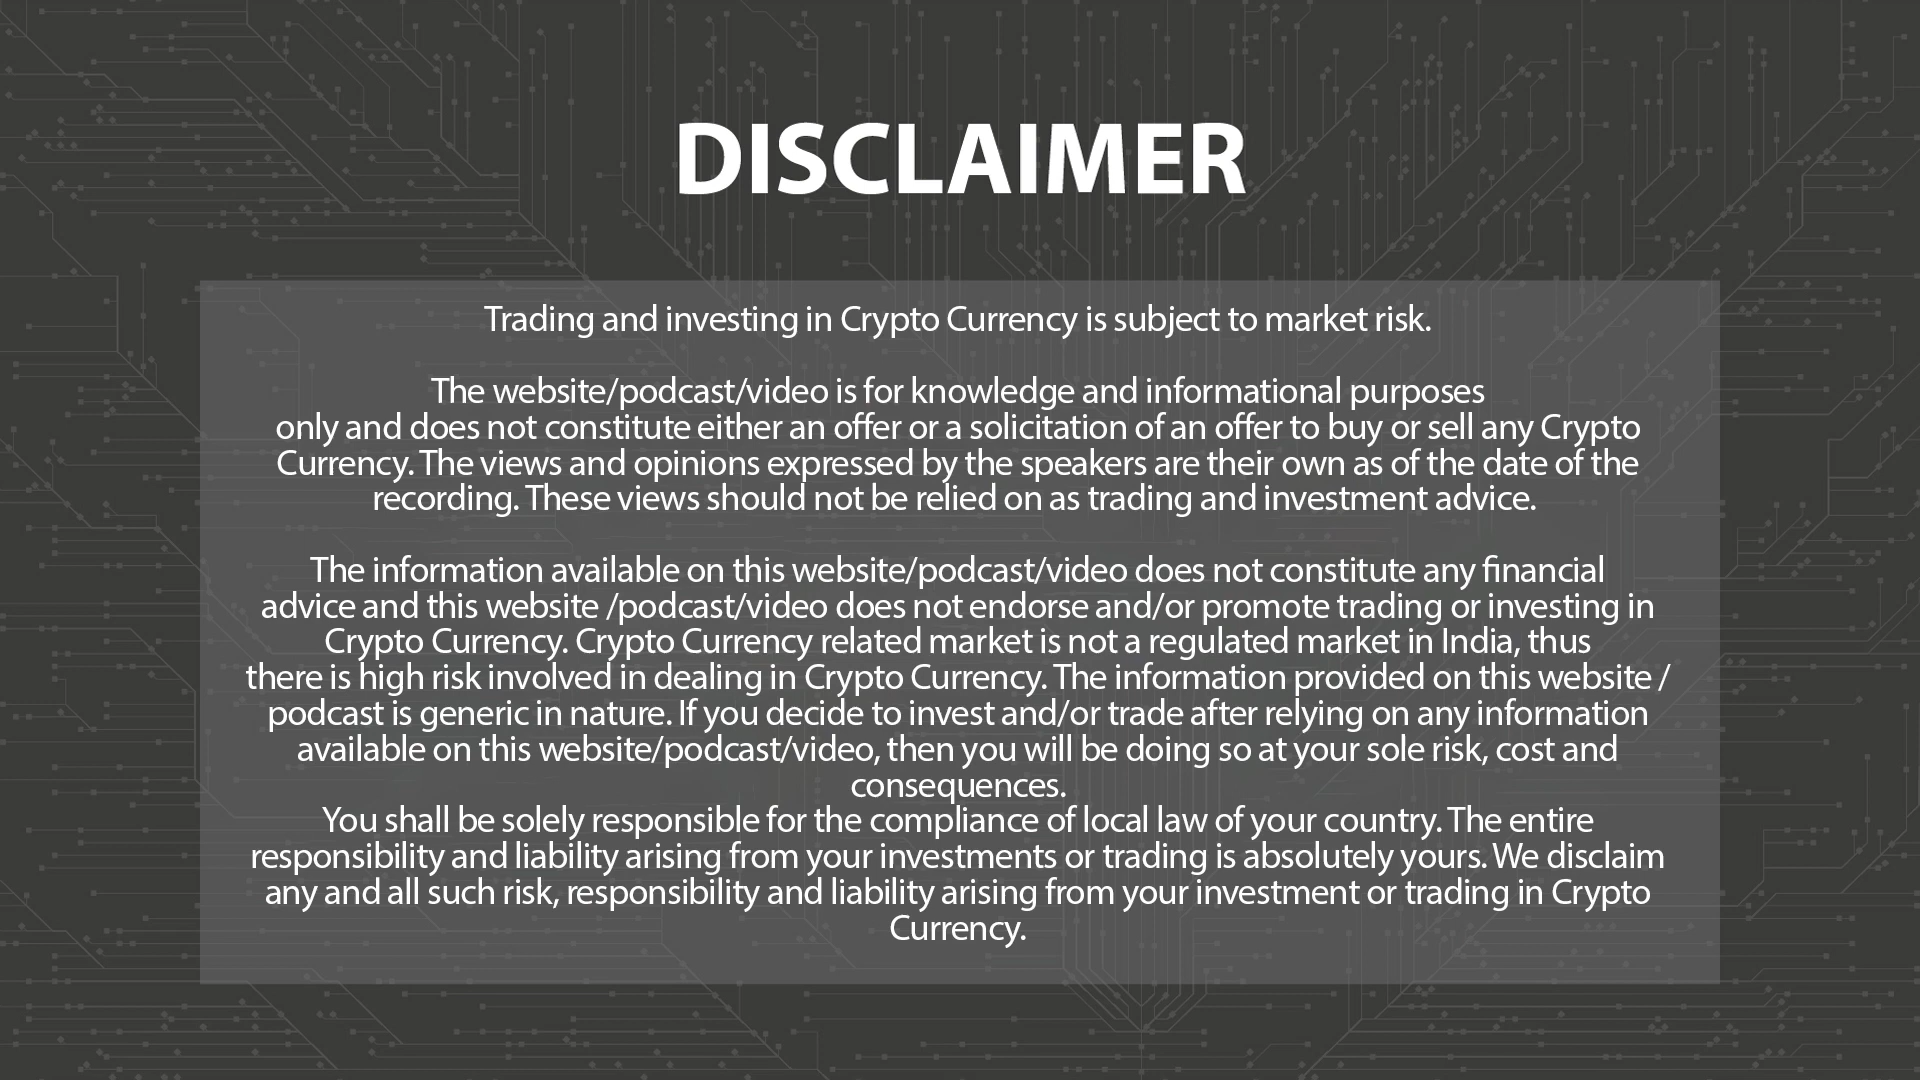 DISCLAIMER
Trading and investing in Crypto Currency is subject to market risk.
The website/podcast/video is for knowledge and informational purposes
only and does not constitute either an offer or a solicitation of an offer to buy or sell any Crypto
Currency. The views and opinions expressed by the speakers are their own as of the date of the
recording. These views should not be relied on as trading and investment advice.
The information available on this website/podcast/video does not constitute any financial
advice and this website /podcast/video does not endorse and/or promote trading or investing in
Crypto Currency. Crypto Currency related market is not a regulated market in India, thus
there is high risk involved in dealing in Crypto Currency. The information provided on this website /
podcast is generic in nature. If you decide to invest and/or trade after relying on any information
available on this website/podcast/video, then you will be doing so at your sole risk, cost and
consequences.
You shall be solely responsible for the compliance of local law of your country. The entire
responsibility and liability arising from your investments or trading is absolutely yours. We disclaim
any and all such risk, responsibility and liability arising from your investment or trading in Crypto
Currency.